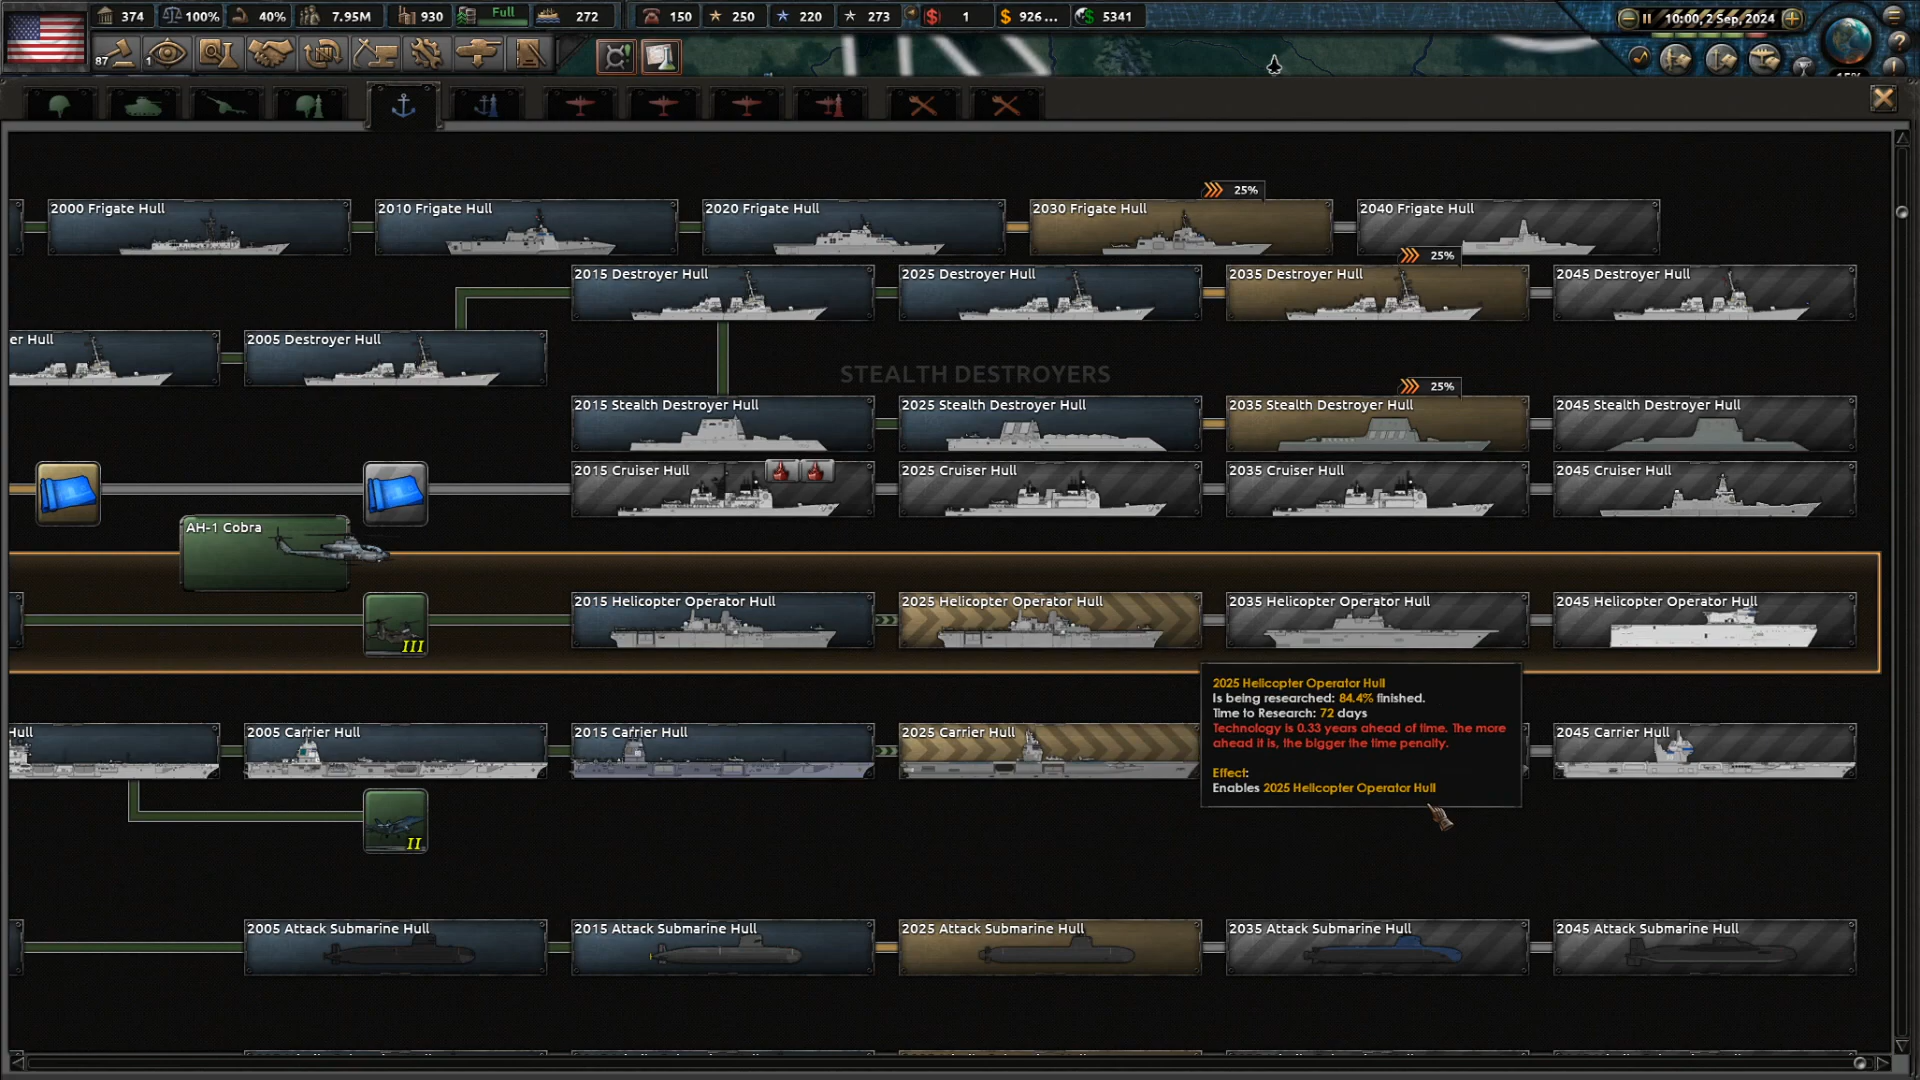 374
100%
40%
7.95M
930
Full
272
150
250
220
273
1
926...
5341
10:00, 2 Sep, 2024
87
1
15%
25%
2000 Frigate Hull
2010 Frigate Hull
2020 Frigate Hull
2030 Frigate Hull
2040 Frigate Hull
25%
2015 Destroyer Hull
2025 Destroyer Hull
2035 Destroyer Hull
2045 Destroyer Hull
er Hull
2005 Destroyer Hull
STEALTH DESTROYERS
25%
2015 Stealth Destroyer Hull
2025 Stealth Destroyer Hull
2035 Stealth Destroyer Hull
2045 Stealth Destroyer Hull
2015 Cruiser Hull
2025 Cruiser Hull
2035 Cruiser Hull
2045 Cruiser Hull
AH-1 Cobra
III
2015 Helicopter Operator Hull
2025 Helicopter Operator Hull
2035 Helicopter Operator Hull
2045 Helicopter Operator Hull
2025 Helicopter Operator Hull
Is being researched: 84.4% finished.
Time to Research: 72 days
Technology is 0.33 years ahead of time. The more
ahead it is, the bigger the time penalty.
Effect:
Enables 2025 Helicopter Operator Hull
Hull
2005 Carrier Hull
2015 Carrier Hull
2025 Carrier Hull
2045 Carrier Hull
II
2005 Attack Submarine Hull
2015 Attack Submarine Hull
2025 Attack Submarine Hull
2035 Attack Submarine Hull
2045 Attack Submarine Hull